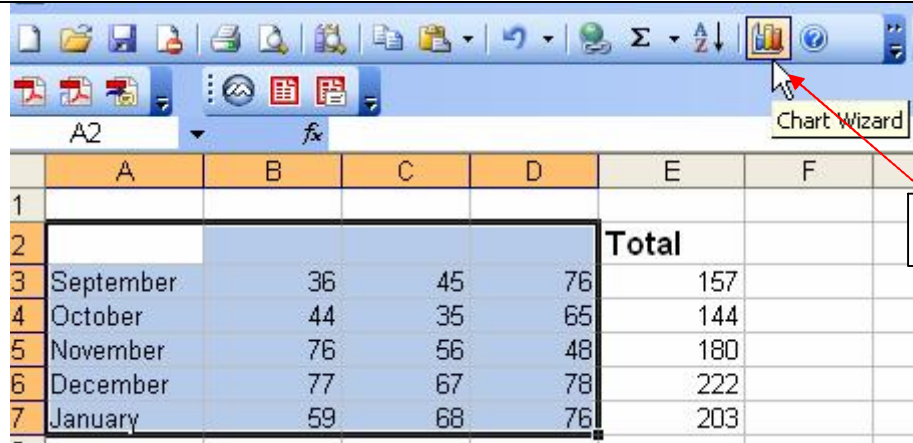 Σ
A
Z
?
Chart Wizard
A2 fx
A B C D E F
1
2 Total
3 September 36 45 76 157
4 October 44 35 65 144
5 November 76 56 48 180
6 December 77 67 78 222
7 January 59 68 76 203